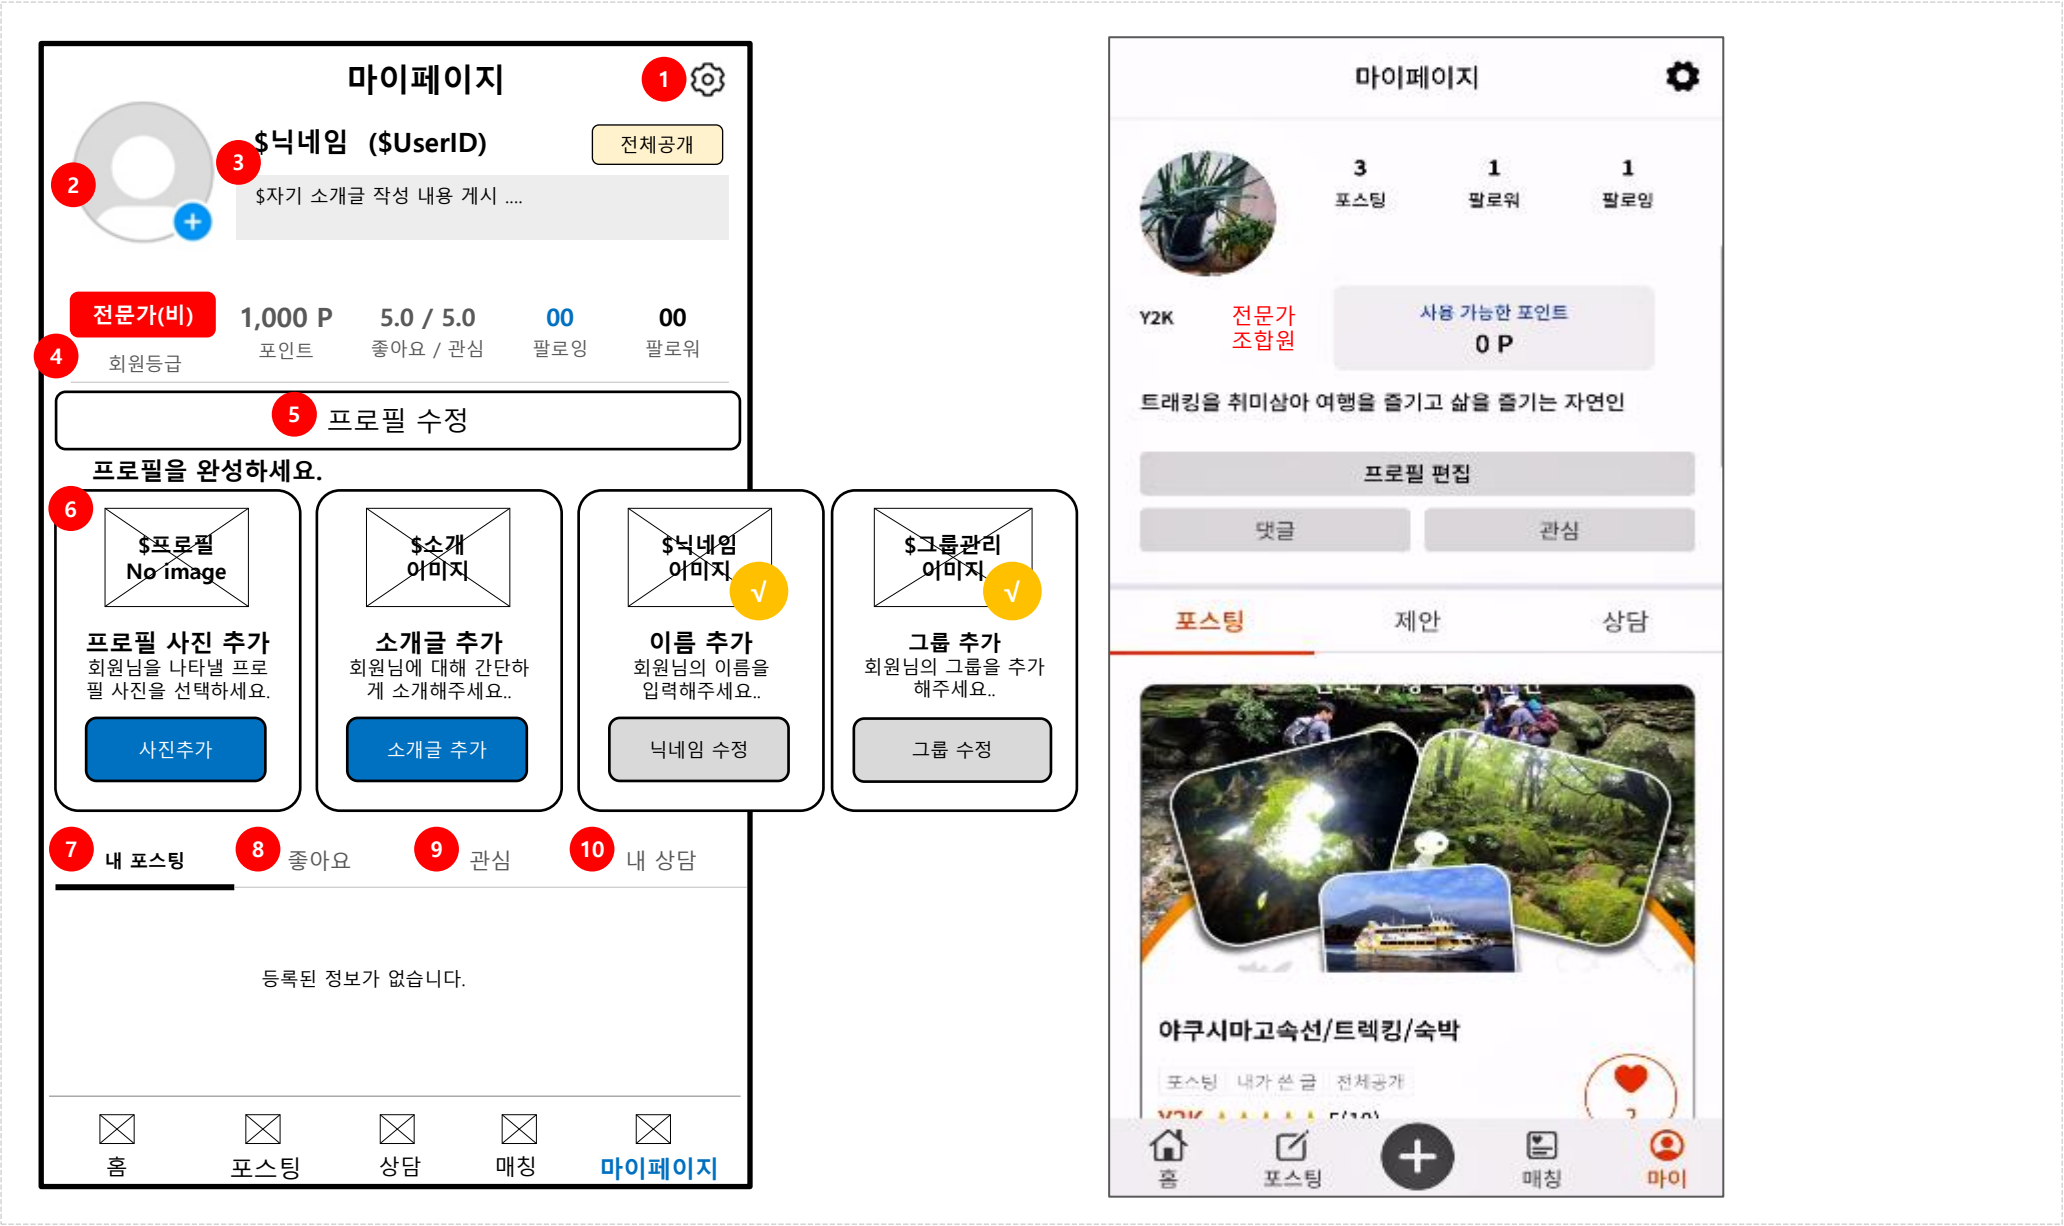 마이페이지
1
$닉네임 ($UserID)
전체공개
2
3
$자기 소개글 작성 내용 게시 ....
전문가(비)
1,000 P
5.0 / 5.0
00
00
4
회원등급
포인트
좋아요 / 관심
팔로잉
팔로워
5
프로필 수정
프로필을 완성하세요.
6
$프로필
No image
프로필 사진 추가
회원님을 나타낼 프로
필 사진을 선택하세요.
사진추가
$소개
이미지
소개글 추가
회원님에 대해 간단하
게 소개해주세요..
소개글 추가
$닉네임
이미지
√
이름 추가
회원님의 이름을
입력해주세요..
닉네임 수정
$그룹관리
이미지
√
그룹 추가
회원님의 그룹을 추가
해주세요..
그룹 수정
7
내 포스팅
8
좋아요
9
관심
10
내 상담
등록된 정보가 없습니다.
홈
포스팅
상담
매칭
마이페이지
마이페이지
3
1
1
포스팅
팔로워
팔로잉
Y2K
전문가
조합원
사용 가능한 포인트
0 P
트래킹을 취미삼아 여행을 즐기고 삶을 즐기는 자연인
프로필 편집
댓글
관심
포스팅
제안
상담
야쿠시마고속선/트렉킹/숙박
포스팅
내가 쓴 글
전체공개
2
Y2K ★★★★★ 5(10)
홈
포스팅
매칭
마이